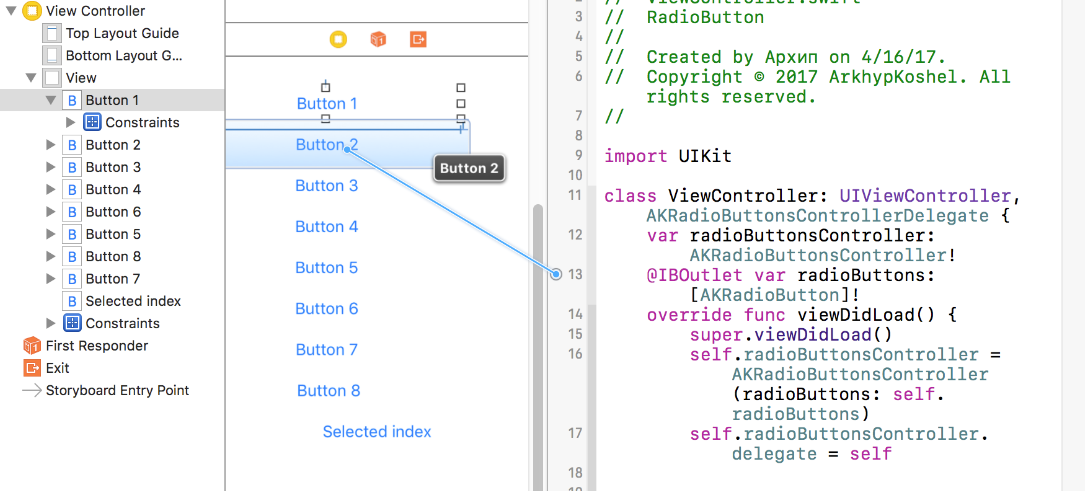 View Controller
Top Layout Guide
Bottom Layout G...
View
B Button 1
Constraints
B Button 2
B Button 3
B Button 4
B Button 6
B Button 5
B Button 8
B Button 7
B Selected index
Constraints
First Responder
Exit
Storyboard Entry Point
Button 1
Button 2
Button 2
Button 3
Button 4
Button 5
Button 6
Button 7
Button 8
Selected index
2 // ViewController.swift
3 // RadioButton
4 //
5 // Created by Архип on 4/16/17.
6 // Copyright © 2017 ArkhypKoshel. All
rights reserved.
7 //
8
9 import UIKit
10
11 class ViewController: UIViewController,
AKRadioButtonsControllerDelegate {
12 var radioButtonsController:
AKRadioButtonsController!
13 @IBOutlet var radioButtons:
[AKRadioButton]!
14 override func viewDidLoad() {
15 super.viewDidLoad()
16 self.radioButtonsController =
AKRadioButtonsController
(radioButtons: self.
radioButtons)
17 self.radioButtonsController.
delegate = self
18